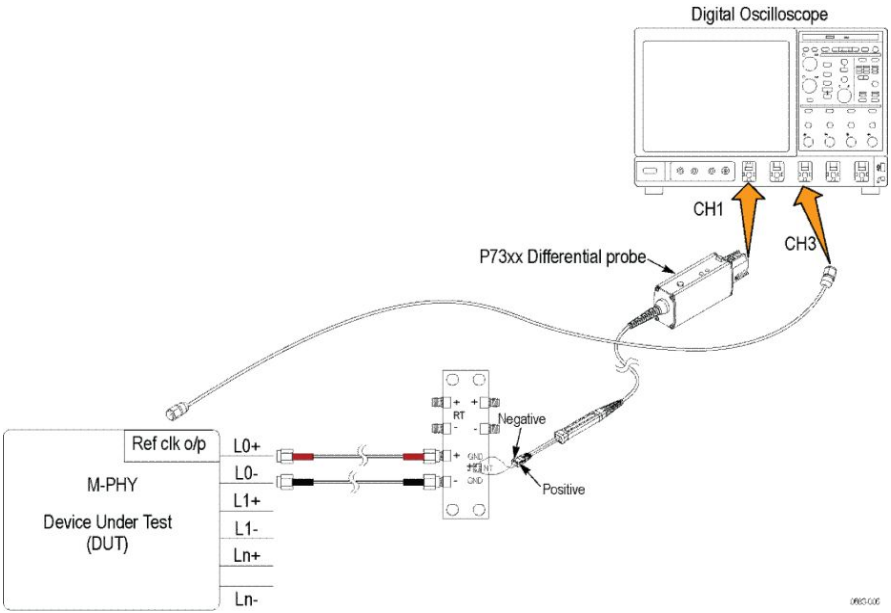 Digital Oscilloscope
CH1
CH3
P73xx Differential probe
+ +
RT
- -
Negative
Ref clk o/p
L0+
+ GND
NT
L0-
- GND
Positive
M-PHY
L1+
Device Under Test
(DUT)
L1-
Ln+
Ln-